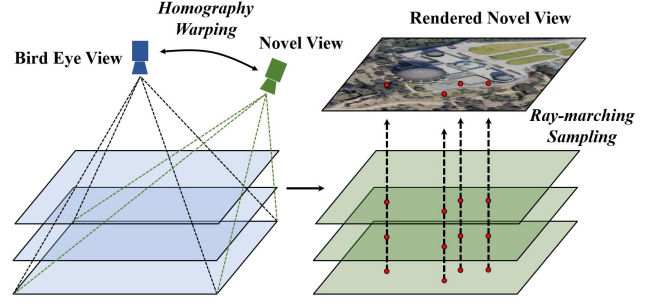 Homography
Warping
Bird Eye View
Novel View
Rendered Novel View
Ray-marching
Sampling